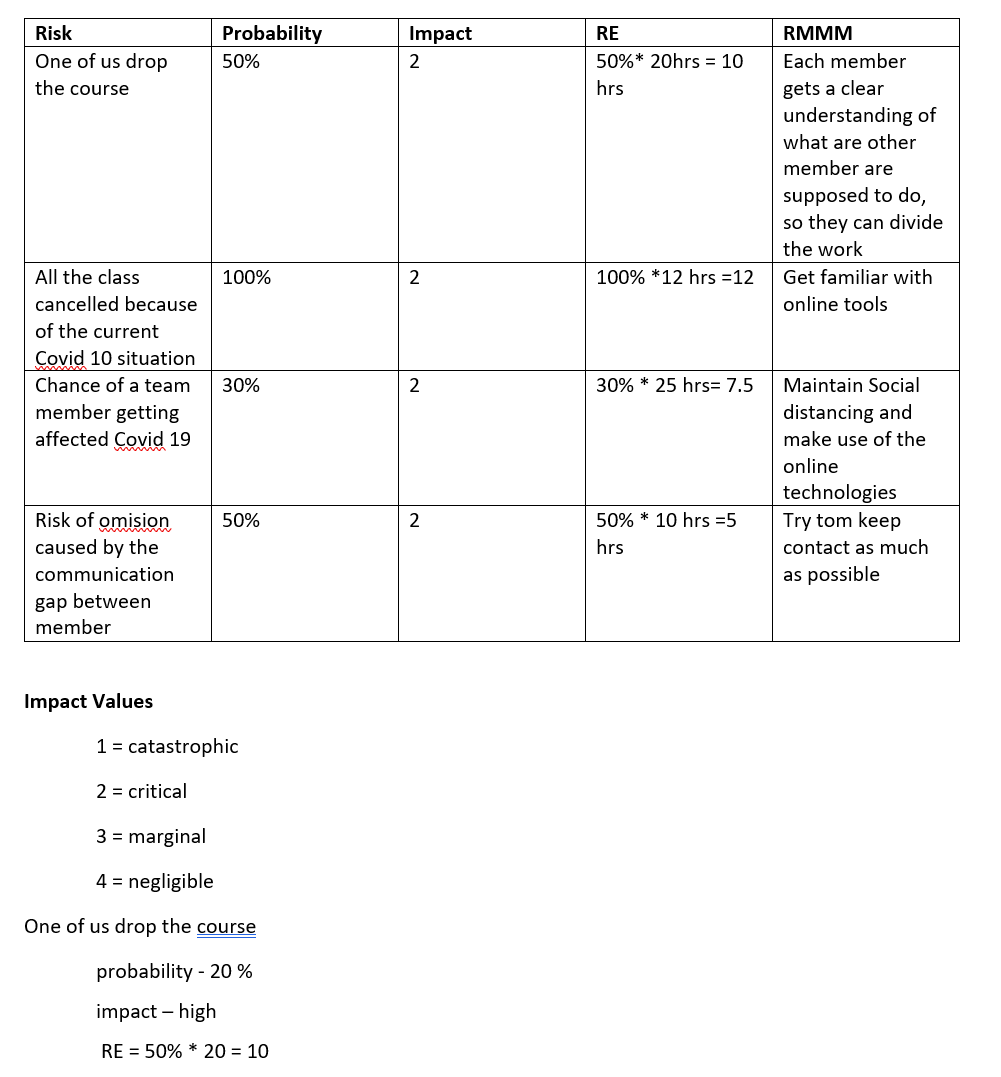 Risk Probability Impact RE RMMM
One of us drop 50% 2 50%* 20hrs = 10 Each member
the course hrs gets a clear
understanding of
what are other
member are
supposed to do,
so they can divide
the work
All the class 100% 2 100% *12 hrs =12 Get familiar with
cancelled because online tools
of the current
Covid 10 situation
Chance of a team 30% 2 30% * 25 hrs= 7.5 Maintain Social
member getting distancing and
affected Covid 19 make use of the
online
technologies
Risk of omision 50% 2 50% * 10 hrs =5 Try tom keep
caused by the hrs contact as much
communication as possible
gap between
member
Impact Values
1 = catastrophic
2 = critical
3 = marginal
4 = negligible
One of us drop the course
probability - 20 %
impact – high
RE = 50% * 20 = 10